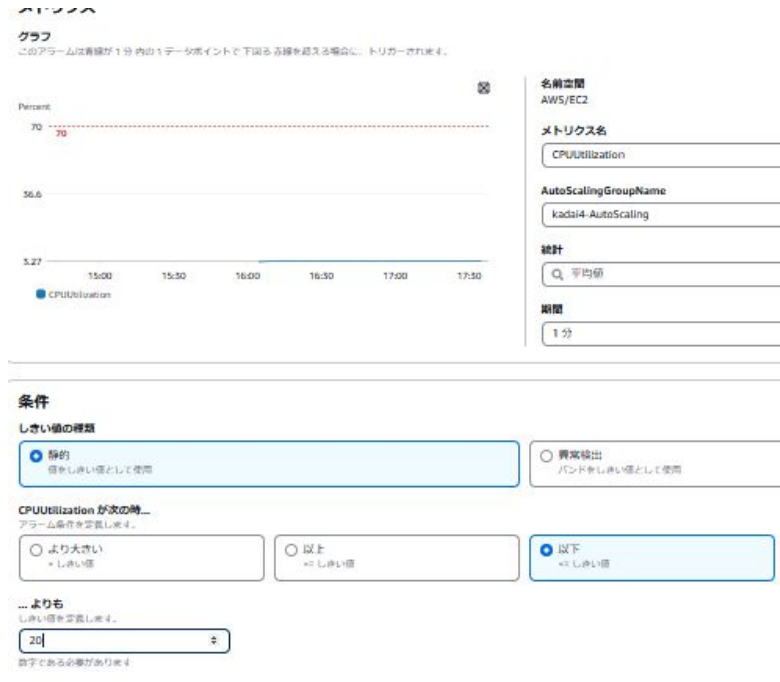 メトリクス
グラフ
このアラームは青線が 1 分 内の 1 データポイントで 下回る 赤線を超える場合に、トリガーされます。
Percent
70
70
36.6
3.27
15:00 15:30 16:00 16:30 17:00 17:30
CPUUtilization
名前空間
AWS/EC2
メトリクス名
CPUUtilization
AutoScalingGroupName
kadai4-AutoScaling
統計
平均値
期間
1 分
条件
しきい値の種類
静的
値をしきい値として使用
異常検出
バンドをしきい値として使用
CPUUtilization が次の時...
アラーム条件を定義します。
より大きい
> しきい値
以上
>= しきい値
以下
<= しきい値
... よりも
しきい値を定義します。
20
数字である必要があります